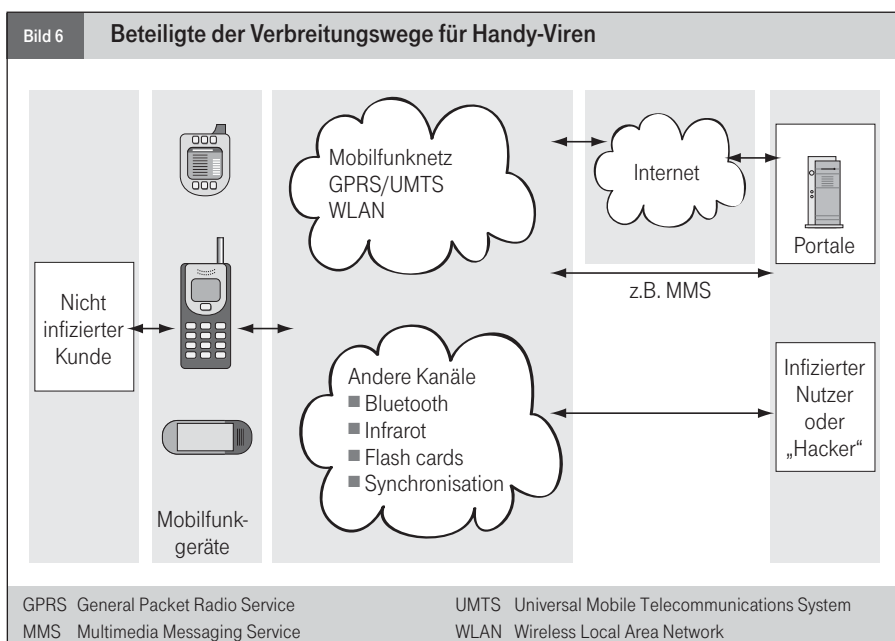 Bild 6 Beteiligte der Verbreitungswege für Handy-Viren
Nicht
infizierter
Kunde
Mobilfunk-
geräte
Mobilfunknetz
GPRS/UMTS
WLAN
Andere Kanäle
■ Bluetooth
■ Infrarot
■ Flash cards
■ Synchronisation
Internet
z.B. MMS
Portale
Infizierter
Nutzer
oder
„Hacker“
GPRS General Packet Radio Service
MMS Multimedia Messaging Service
UMTS Universal Mobile Telecommunications System
WLAN Wireless Local Area Network